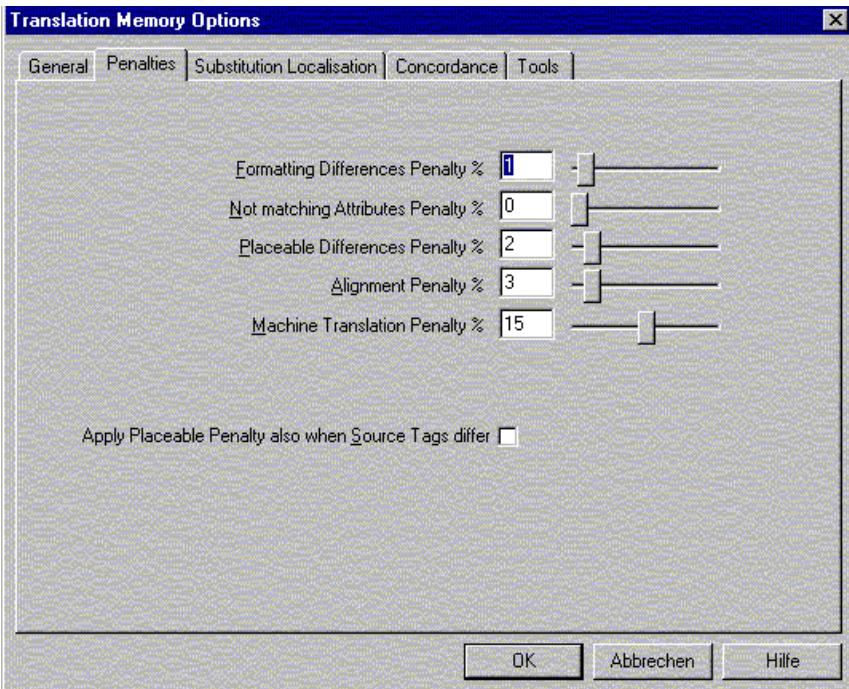 Translation Memory Options
General Penalties Substitution Localisation Concordance Tools
Formatting Differences Penalty % 1
Not matching Attributes Penalty % 0
Placeable Differences Penalty % 2
Alignment Penalty % 3
Machine Translation Penalty % 15
Apply Placeable Penalty also when Source Tags differ
OK Abbrechen Hilfe